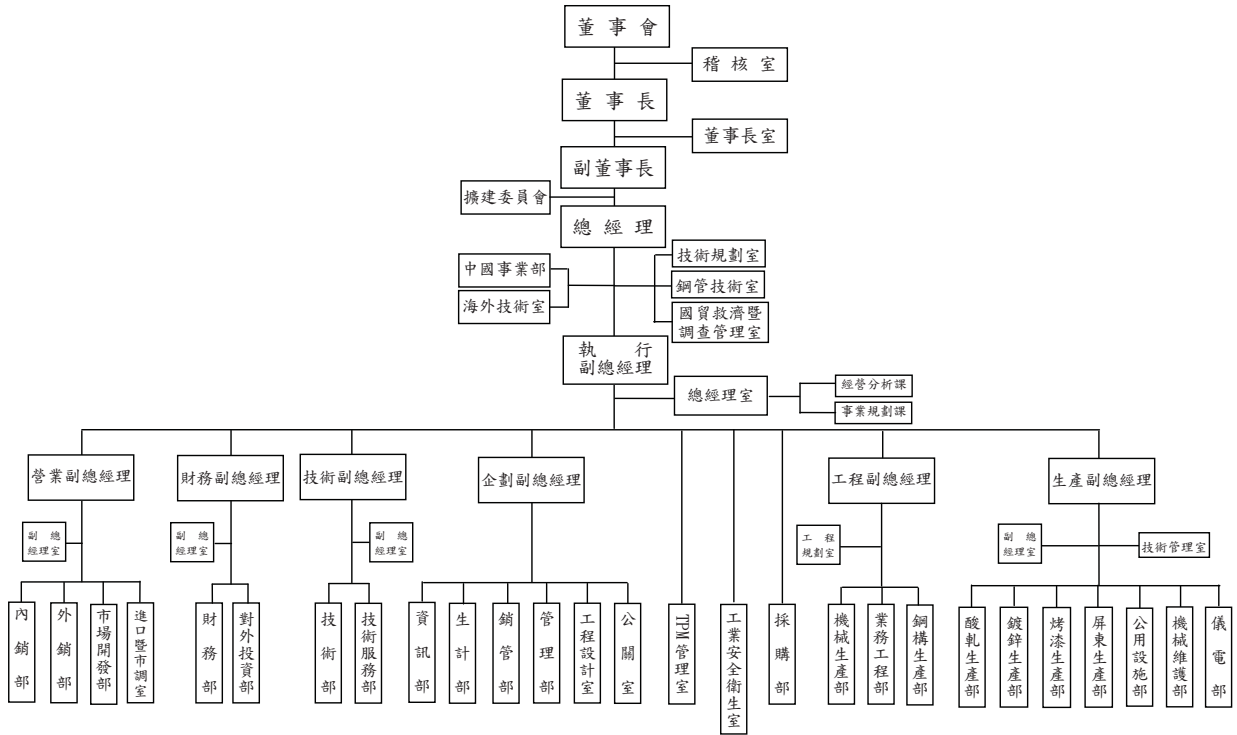 董事會
稽核室
董事長
董事長室
副董事長
擴建委員會
總經理
中國事業部
海外技術室
技術規劃室
鋼管技術室
國貿救濟暨
調查管理室
執行
副總經理
總經理室
經營分析課
事業規劃課
營業副總經理
財務副總經理
技術副總經理
企劃副總經理
工程副總經理
生產副總經理
副總
經理室
副總
經理室
副總
經理室
工程
規劃室
副總
經理室
技術管理室
內銷部
外銷部
市場開發部
進口暨市調室
財務部
對外投資部
技術部
技術服務部
資訊部
生計部
銷管部
管理部
工程設計室
公關室
TPM管理室
工業安全衛生室
採購部
機械生產部
業務工程部
鋼構生產部
酸軋生產部
鍍鋅生產部
烤漆生產部
屏東生產部
公用設施部
機械維護部
儀電部